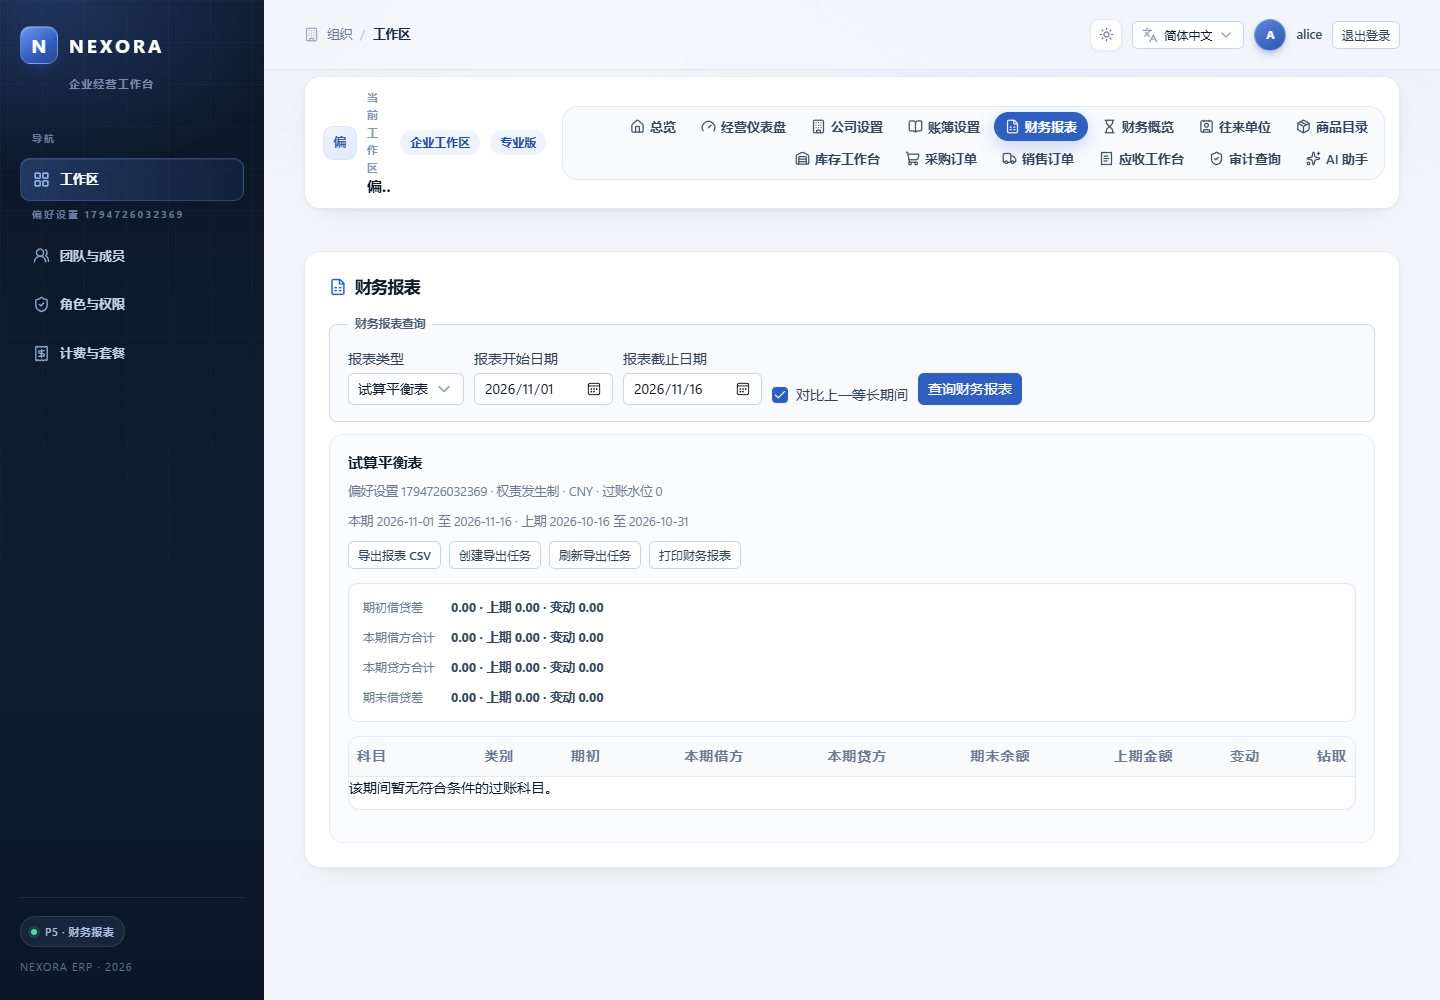 N NEXORA
企业经营工作台
导航
工作区
偏好设置 1794726032369
团队与成员
角色与权限
计费与套餐
P5 · 财务报表
NEXORA ERP · 2026
组织 / 工作区
简体中文
A alice
退出登录
偏
当
前
工
作
区
偏..
企业工作区
专业版
总览 经营仪表盘 公司设置 账簿设置 财务报表 财务概览 往来单位 商品目录
库存工作台 采购订单 销售订单 应收工作台 审计查询 AI 助手
财务报表
财务报表查询
报表类型 报表开始日期 报表截止日期
试算平衡表 2026/11/01 2026/11/16 对比上一等长期间 查询财务报表
试算平衡表
偏好设置 1794726032369 · 权责发生制 · CNY · 过账水位 0
本期 2026-11-01 至 2026-11-16 · 上期 2026-10-16 至 2026-10-31
导出报表 CSV 创建导出任务 刷新导出任务 打印财务报表
期初借贷差 0.00 · 上期 0.00 · 变动 0.00
本期借方合计 0.00 · 上期 0.00 · 变动 0.00
本期贷方合计 0.00 · 上期 0.00 · 变动 0.00
期末借贷差 0.00 · 上期 0.00 · 变动 0.00
科目 类别 期初 本期借方 本期贷方 期末余额 上期金额 变动 钻取
该期间暂无符合条件的过账科目。